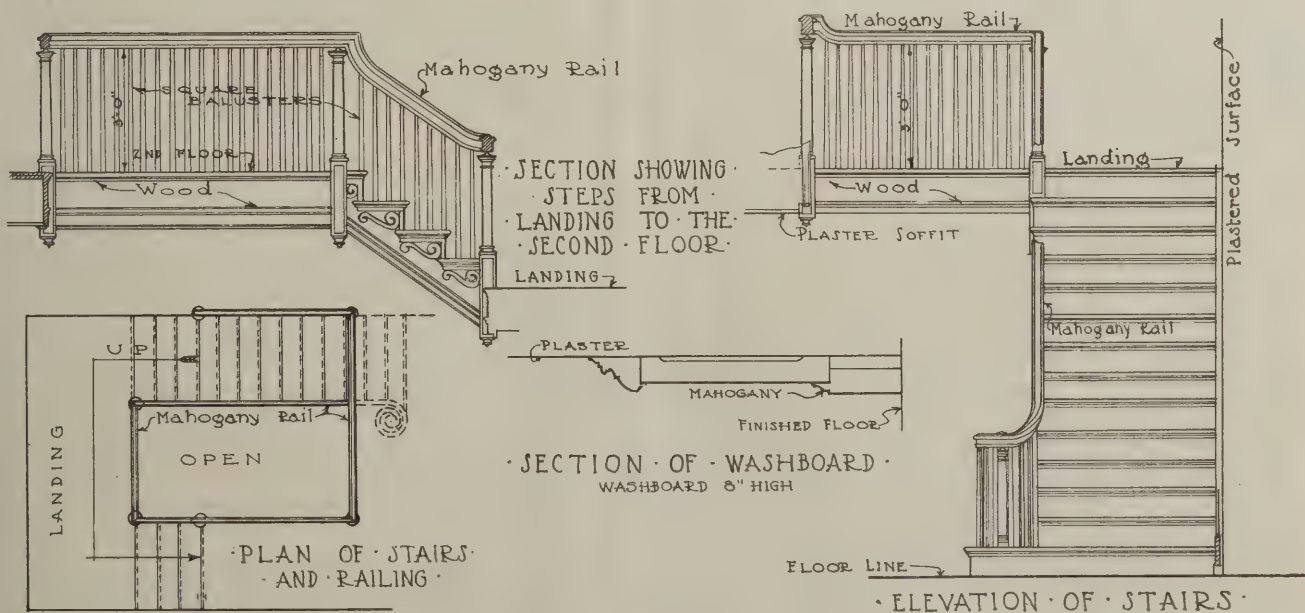 Mahogany Rail
SQUARE
BALUSTERS
3'-0"
2ND FLOOR
Wood
·SECTION SHOWING·
·STEPS FROM·
·LANDING TO·THE·
·SECOND·FLOOR·
LANDING
Mahogany Rail
3'-0"
Landing
Wood
PLASTER SOFFIT
Plastered Surface
Mahogany Rail
UP
Mahogany Rail
OPEN
LANDING
·PLAN OF·STAIRS·
·AND·RAILING·
PLASTER
MAHOGANY
FINISHED FLOOR
·SECTION·OF·WASHBOARD·
WASHBOARD 8" HIGH
FLOOR LINE
·ELEVATION·OF·STAIRS·